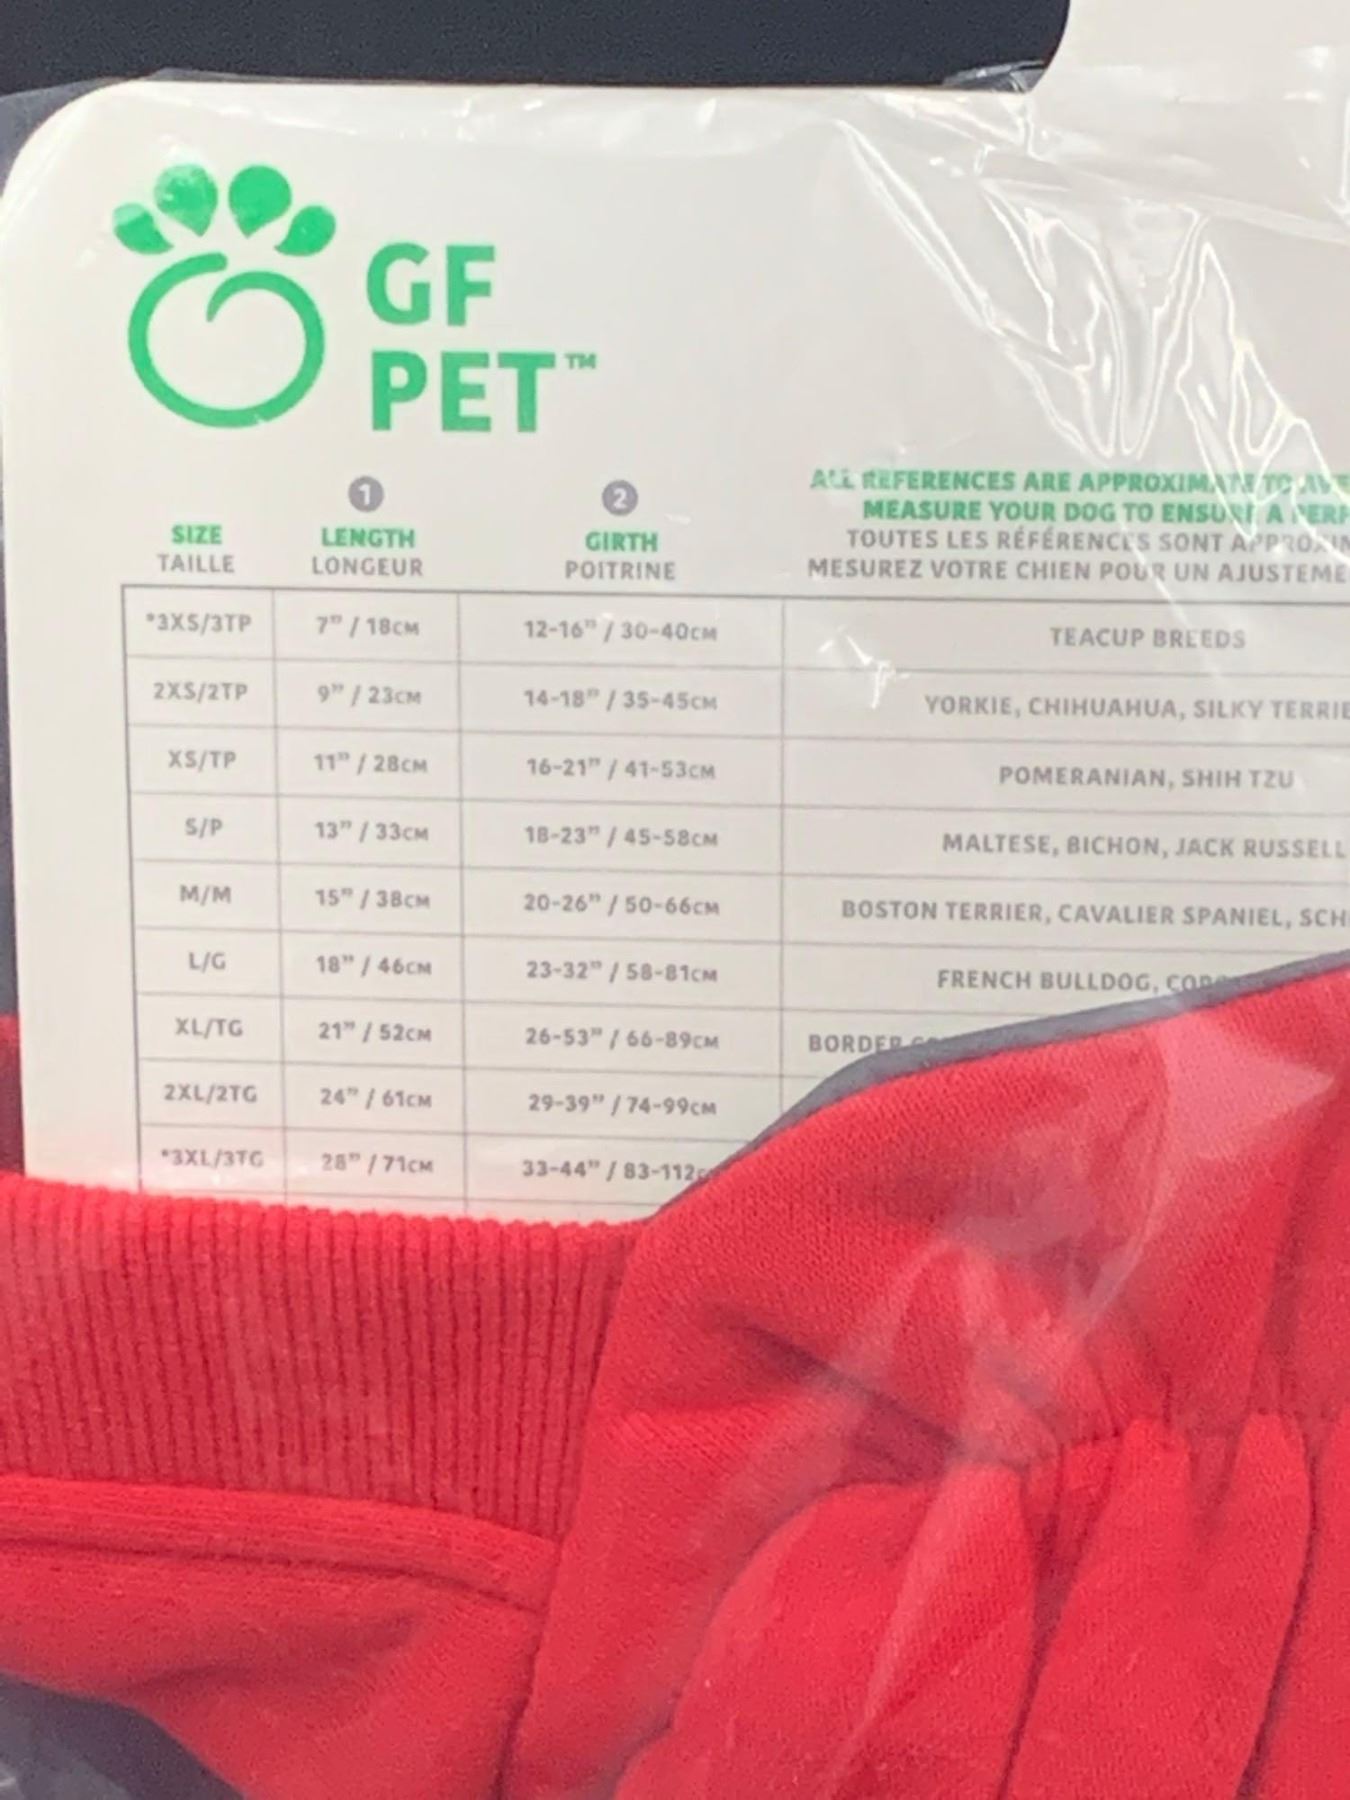 GF
PET™
1
2
SIZE
TAILLE
LENGTH
LONGEUR
GIRTH
POITRINE
ALL REFERENCES ARE APPROXIMATE TO
MEASURE YOUR DOG TO ENSURE A
TOUTES LES RÉFÉRENCES SONT
MESUREZ VOTRE CHIEN POUR UN
*3XS/3TP 7" / 18CM 12-16" / 30-40CM TEACUP BREEDS
2XS/2TP 9" / 23CM 14-18" / 35-45CM YORKIE, CHIHUAHUA, SILKY
XS/TP 11" / 28CM 16-21" / 41-53CM POMERANIAN, SHIH TZU
S/P 13" / 33CM 18-23" / 45-58CM MALTESE, BICHON, JACK RUSSELL
M/M 15" / 38CM 20-26" / 50-66CM BOSTON TERRIER, CAVALIER SPANIEL,
L/G 18" / 46CM 23-32" / 58-81CM FRENCH BULLDOG,
XL/TG 21" / 52CM 26-53" / 66-89CM BORDER
2XL/2TG 24" / 61CM 29-39" / 74-99CM
*3XL/3TG 28" / 71CM 33-44" / 83-112